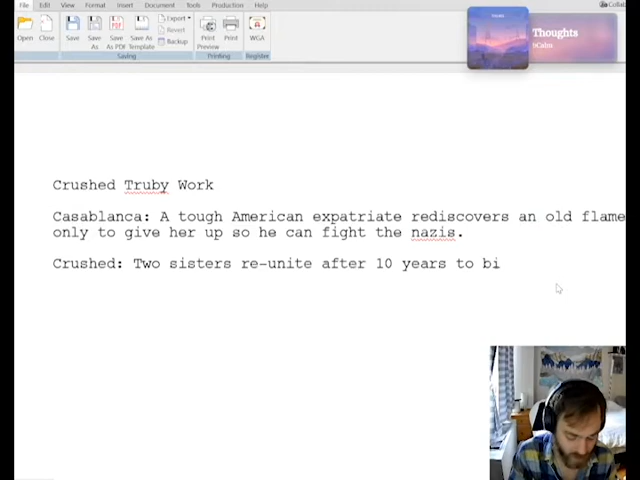 File Edit View Format Insert Document Tools Production Help
Collab
Open Close Save Save As Save As PDF Save As Template Export Revert Backup Print Preview Print WGA
Saving Printing Register
Thoughts
Crushed Truby Work
Casablanca: A tough American expatriate rediscovers an old flame
only to give her up so he can fight the nazis.
Crushed: Two sisters re-unite after 10 years to bi